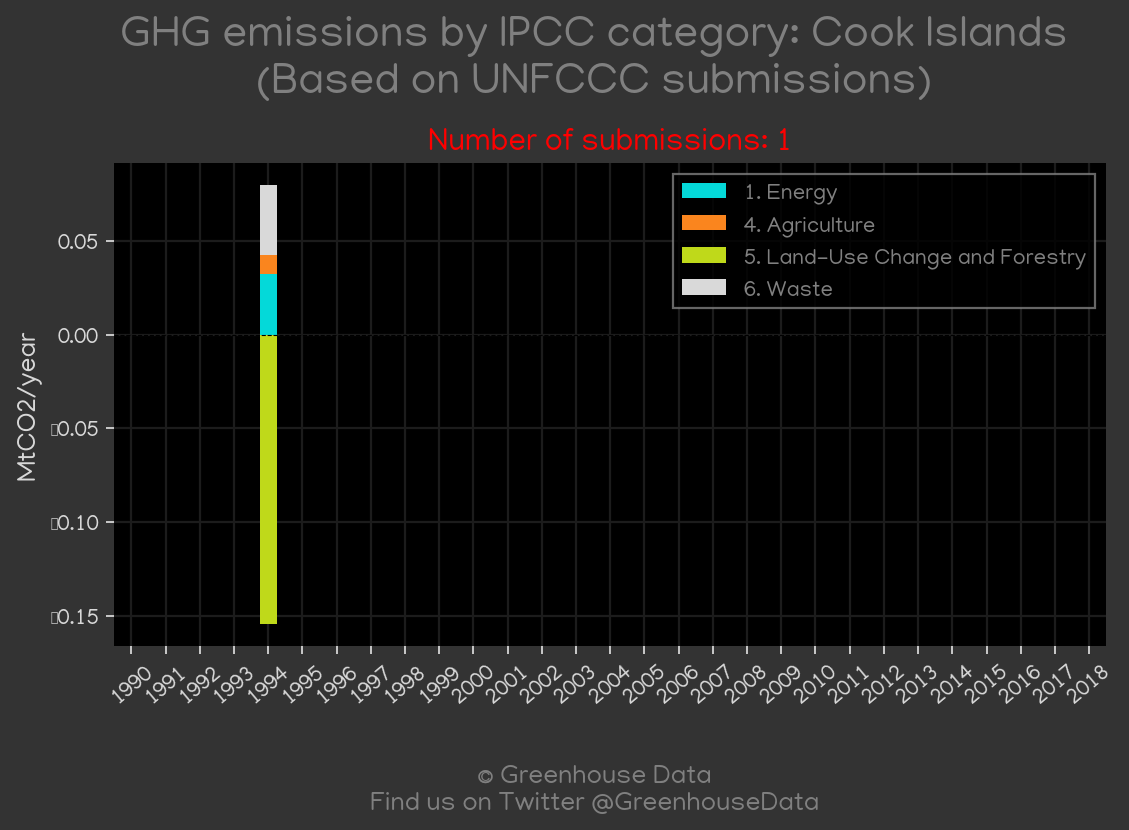 GHG emissions by IPCC category: Cook Islands
(Based on UNFCCC submissions)
Number of submissions: 1
1. Energy
4. Agriculture
5. Land-Use Change and Forestry
6. Waste
MtCO2/year
0.05
0.00
▯0.05
▯0.10
▯0.15
1990 1991 1992 1993 1994 1995 1996 1997 1998 1999 2000 2001 2002 2003 2004 2005 2006 2007 2008 2009 2010 2011 2012 2013 2014 2015 2016 2017 2018
© Greenhouse Data
Find us on Twitter @GreenhouseData